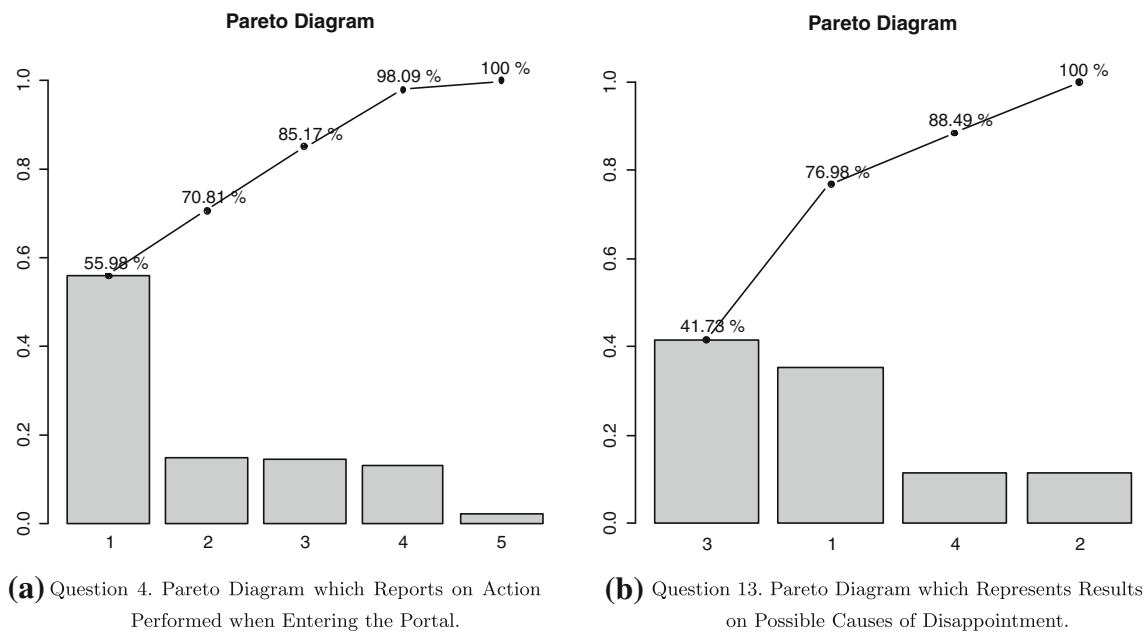 Pareto Diagram
1.0
0.8
0.6
0.4
0.2
0.0
55.98 %
70.81 %
85.17 %
98.09 %
100 %
1 2 3 4 5
(a) Question 4. Pareto Diagram which Reports on Action
Performed when Entering the Portal.
Pareto Diagram
1.0
0.8
0.6
0.4
0.2
0.0
41.73 %
76.98 %
88.49 %
100 %
3 1 4 2
(b) Question 13. Pareto Diagram which Represents Results
on Possible Causes of Disappointment.